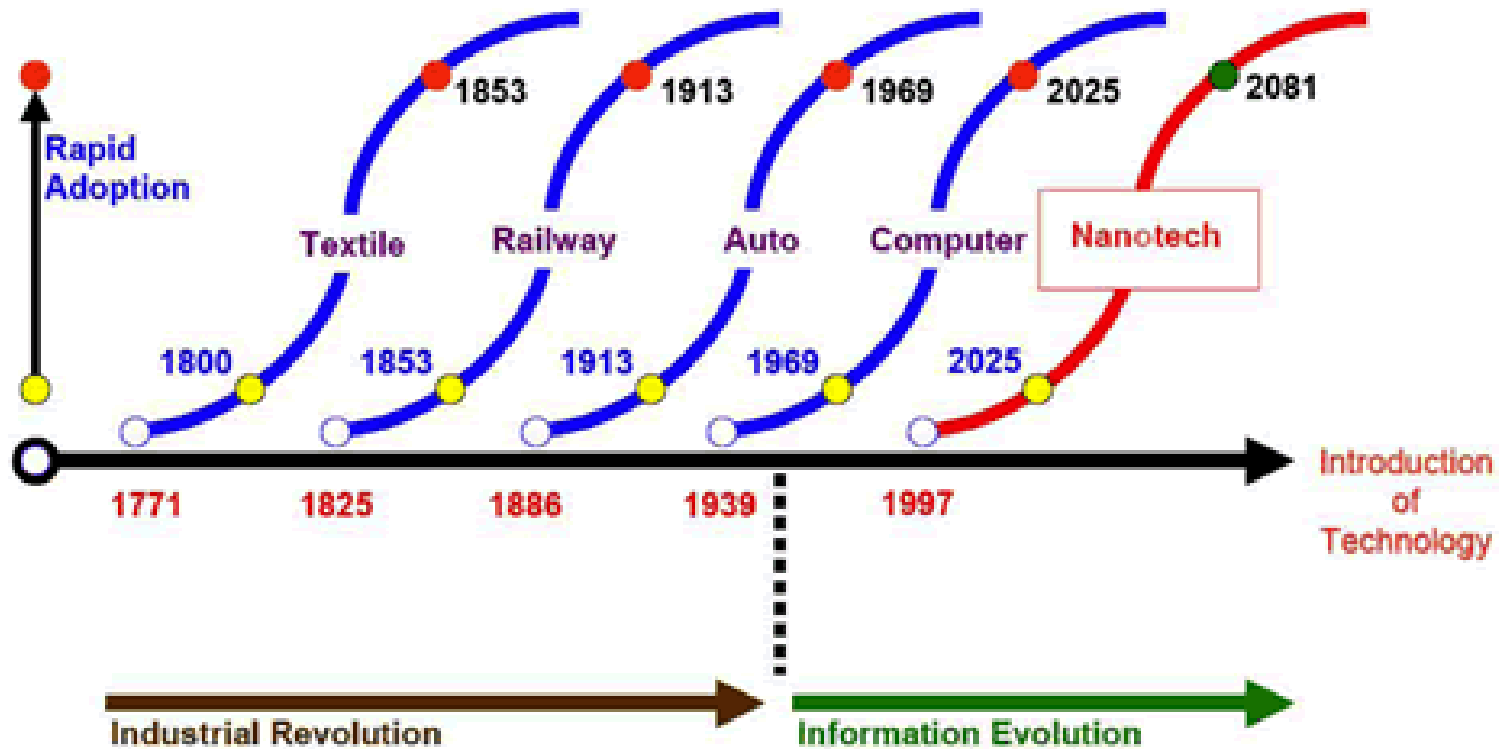 1853
1913
1969
2025
2081
Rapid
Adoption
Textile
Railway
Auto
Computer
Nanotech
1800
1853
1913
1969
2025
Introduction
of
Technology
1771
1825
1886
1939
1997
Industrial Revolution
Information Evolution